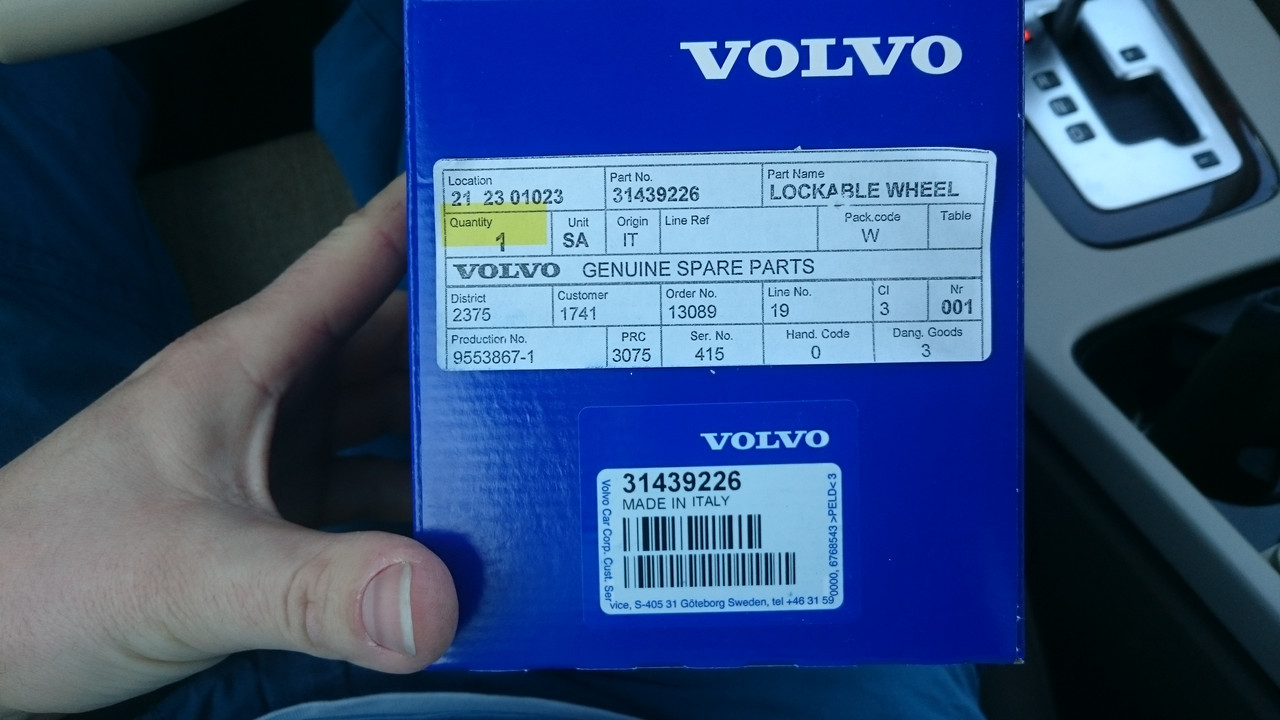 VOLVO
Location Part No. Part Name
21 23 01023 31439226 LOCKABLE WHEEL
Quantity Unit Origin Line Ref Pack.code Table
1 SA IT W
VOLVO GENUINE SPARE PARTS
District Customer Order No. Line No. CI Nr
2375 1741 13089 19 3 001
Production No. PRC Ser. No. Hand. Code Dang. Goods
9553867-1 3075 415 0 3
VOLVO
31439226
MADE IN ITALY
Volvo Car Corp. Cust. Ser
vice, S-405 31 Göteborg Sweden, tel +46 31 59
0000, 6768543 >PELD< 3